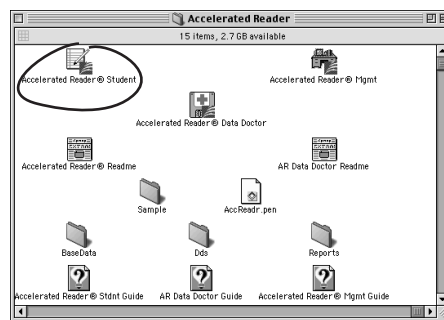 Accelerated Reader
15 items, 2.7 GB available
Accelerated Reader® Student
Accelerated Reader® Mgmt
Accelerated Reader® Data Doctor
Accelerated Reader® Readme
AR Data Doctor Readme
Sample
AccReadr.pen
BaseData
Dds
Reports
Accelerated Reader® Stdnt Guide
AR Data Doctor Guide
Accelerated Reader® Mgmt Guide